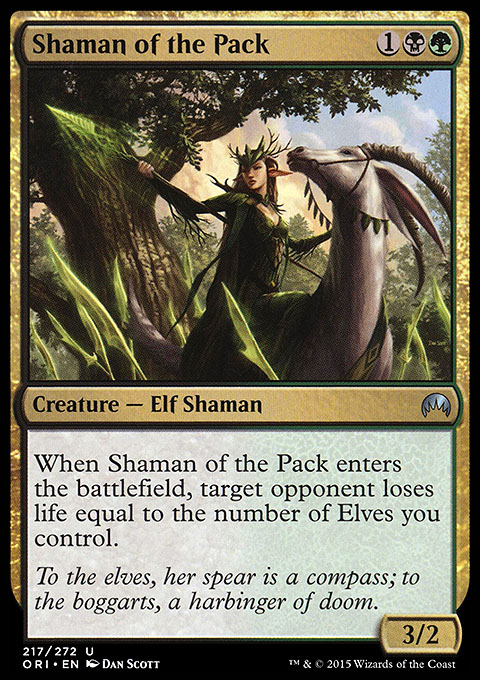 Shaman of the Pack 1
Creature — Elf Shaman
When Shaman of the Pack enters
the battlefield, target opponent loses
life equal to the number of Elves you
control.
To the elves, her spear is a compass; to
the boggarts, a harbinger of doom.
3/2
217/272 U
ORI • EN Dan Scott
™ & © 2015 Wizards of the Coast